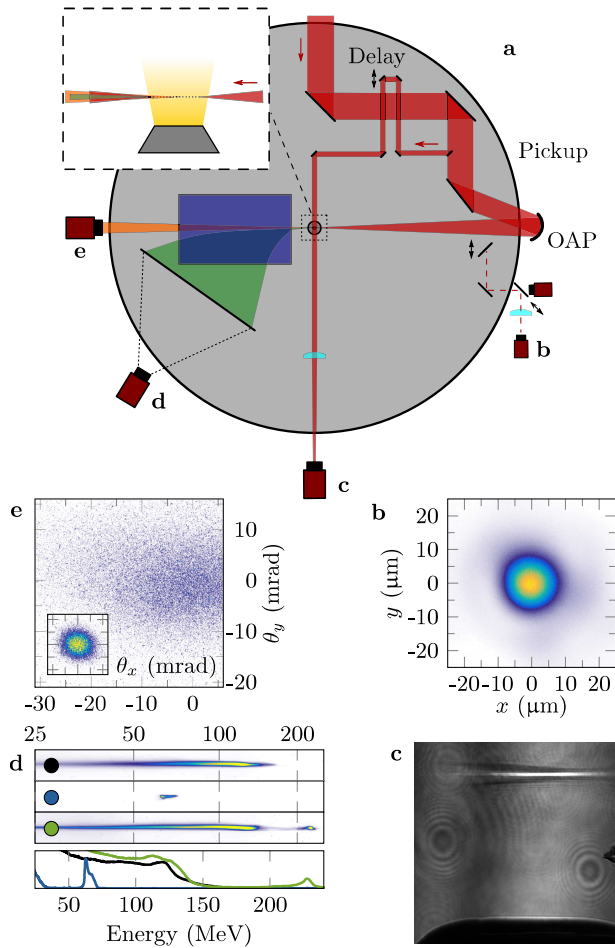 a
Delay
Pickup
OAP
e
b
d
c
e
10
0
-10
-20
θy (mrad)
θx (mrad)
-30 -20 -10 0
b
20
10
0
-10
-20
y (μm)
-20 -10 0 10 20
x (μm)
25 50 100 200
d
50 100 150 200
Energy (MeV)
c